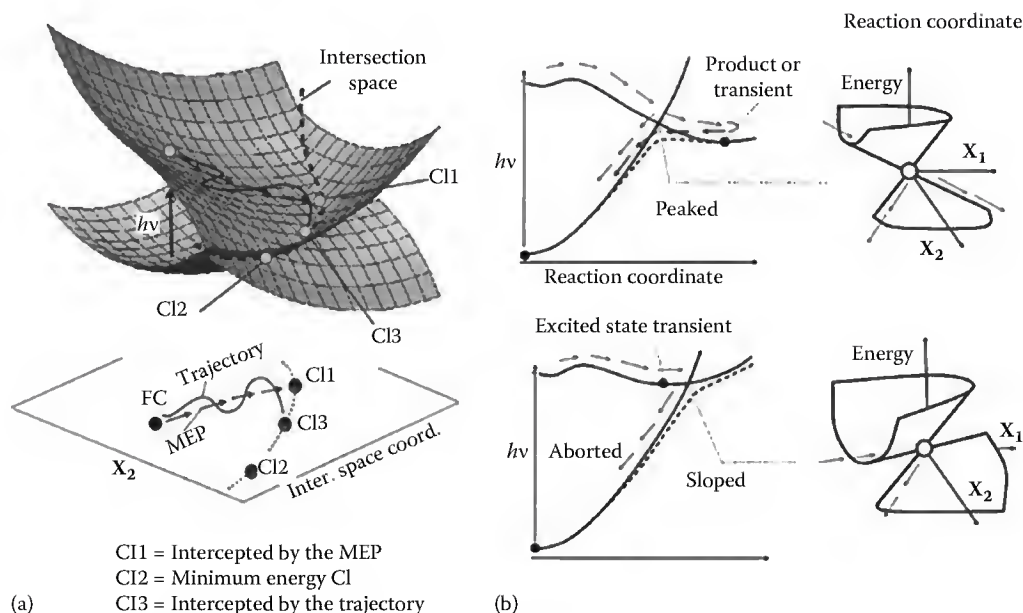 Intersection
space
hν
CI1
CI2
CI3
Trajectory
FC
CI1
MEP
CI3
X2
CI2
Inter. space coord.
CI1 = Intercepted by the MEP
CI2 = Minimum energy CI
CI3 = Intercepted by the trajectory
(a)
Reaction coordinate
Product or
transient
Energy
hν
X1
Peaked
X2
Reaction coordinate
Excited state transient
Energy
hν
Aborted
X1
Sloped
X2
(b)